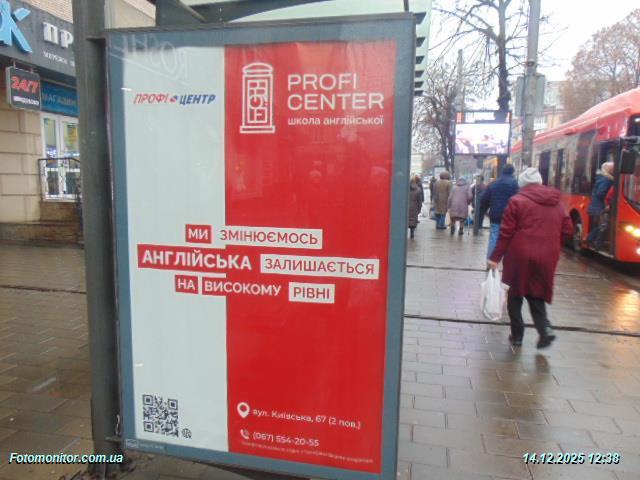 24/7
ПРОФІ ЦЕНТР
PROFI
CENTER
школа англійської
МИ ЗМІНЮЄМОСЬ
АНГЛІЙСЬКА ЗАЛИШАЄТЬСЯ
НА ВИСОКОМУ РІВНІ
вул. Київська, 67 (2 пов.)
(067) 554-20-55
Fotomonitor.com.ua
14.12.2025 12:38